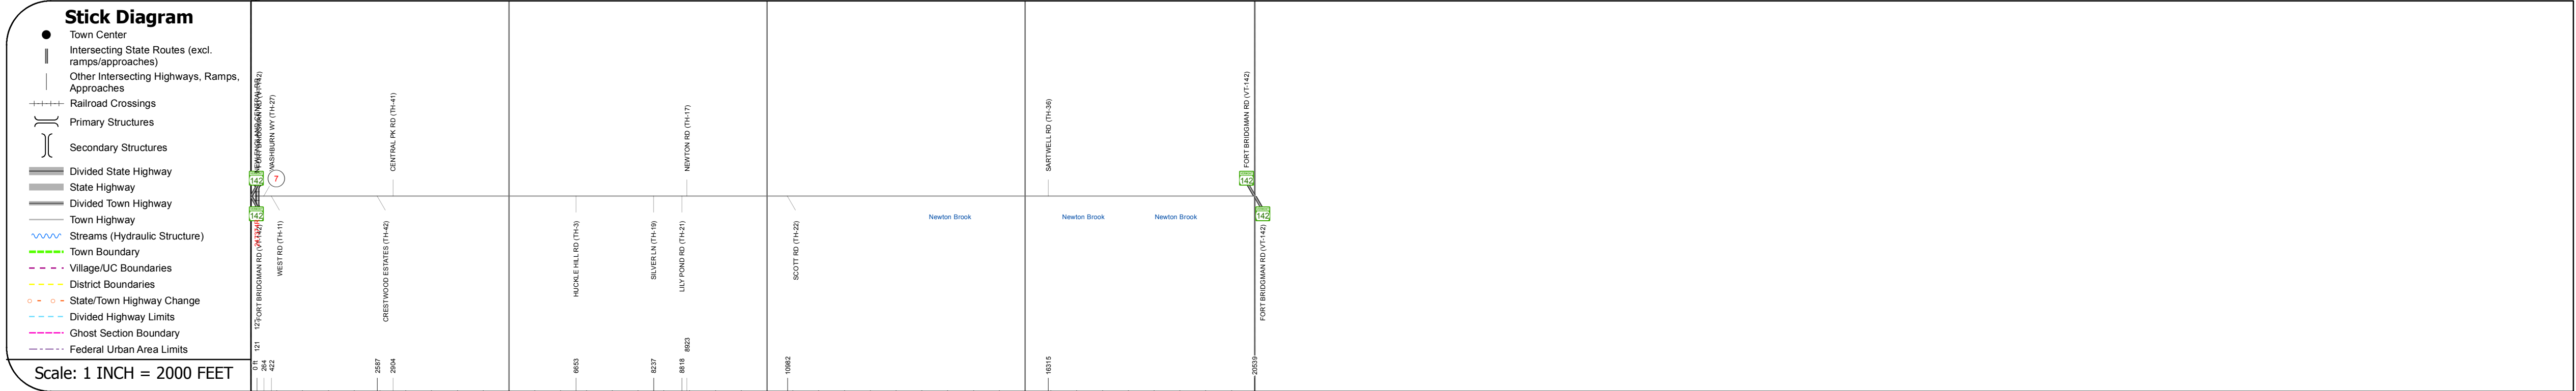 Stick Diagram
Town Center
Intersecting State Routes (excl.
ramps/approaches)
Other Intersecting Highways, Ramps,
Approaches
Railroad Crossings
Primary Structures
Secondary Structures
Divided State Highway
State Highway
Divided Town Highway
Town Highway
Streams (Hydraulic Structure)
Town Boundary
Village/UC Boundaries
District Boundaries
State/Town Highway Change
Divided Highway Limits
Ghost Section Boundary
Federal Urban Area Limits
Scale: 1 INCH = 2000 FEET
WASHBURN WY (TH-27)
CENTRAL PK RD (TH-41)
NEWTON RD (TH-17)
SARTWELL RD (TH-36)
FORT BRIDGMAN RD (VT-142)
142
7
142
142
142
FORT BRIDGMAN RD (VT-142)
WEST RD (TH-11)
CRESTWOOD ESTATES (TH-42)
HUCKLE HILL RD (TH-3)
SILVER LN (TH-19)
LILY POND RD (TH-21)
SCOTT RD (TH-22)
Newton Brook
Newton Brook
Newton Brook
FORT BRIDGMAN RD (VT-142)
0 ft
121
264
422
2587
2904
6653
8237
8818
8923
10982
16315
20539